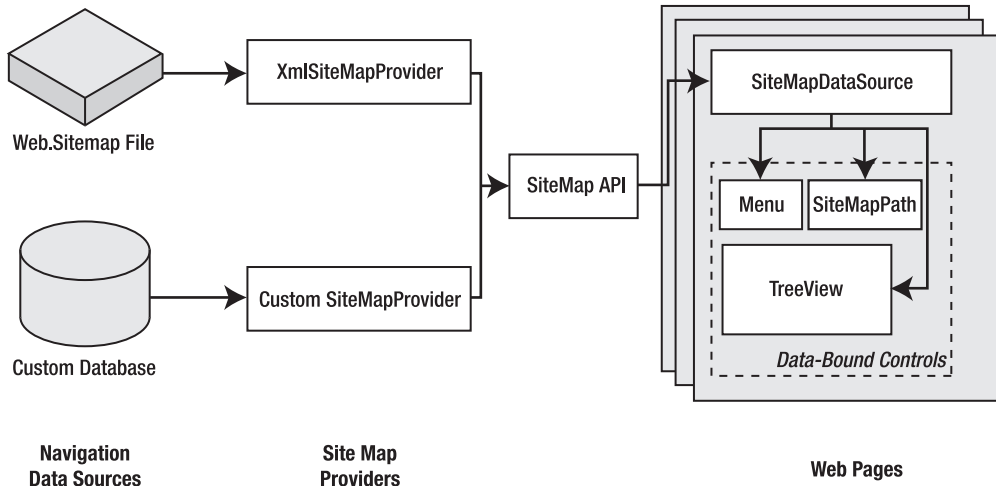 Web.Sitemap File
XmlSiteMapProvider
SiteMap API
SiteMapDataSource
Menu
SiteMapPath
TreeView
Data-Bound Controls
Custom Database
Custom SiteMapProvider
Navigation
Data Sources
Site Map
Providers
Web Pages